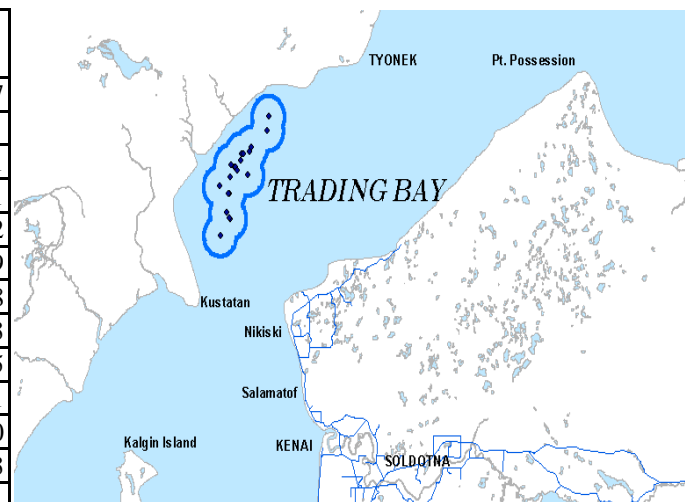 TYONEK
Pt. Possession
TRADING BAY
Kustatan
Nikiski
Salamatof
Kalgin Island
KENAI
SOLDOTNA